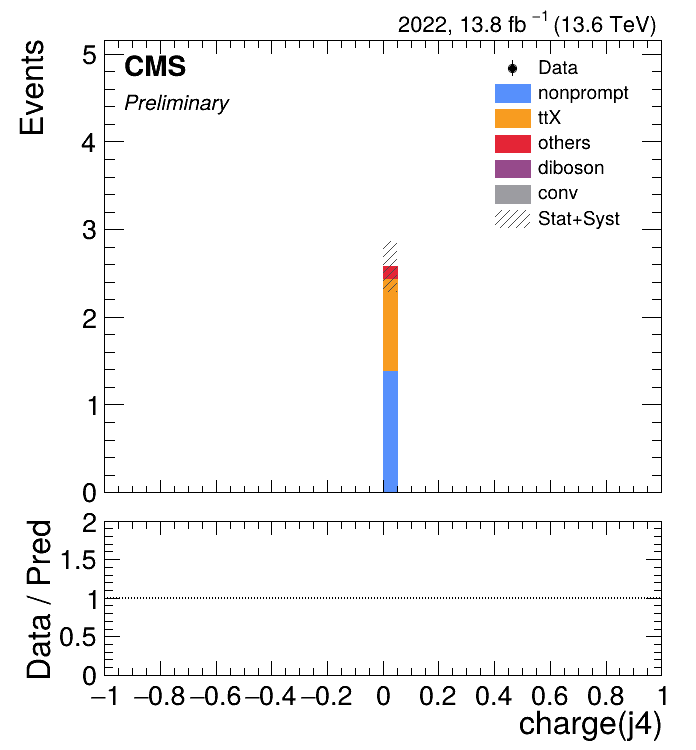 2022, 13.8 fb⁻¹ (13.6 TeV)
Events
CMS
Preliminary
Data
nonprompt
ttX
others
diboson
conv
Stat+Syst
5
4
3
2
1
0
Data / Pred
2
1.5
1
0.5
0
−1 −0.8 −0.6 −0.4 −0.2 0 0.2 0.4 0.6 0.8 1
charge(j4)